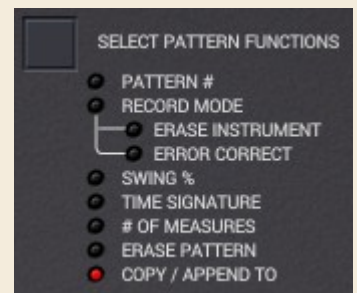 SELECT PATTERN FUNCTIONS
PATTERN #
RECORD MODE
ERASE INSTRUMENT
ERROR CORRECT
SWING %
TIME SIGNATURE
# OF MEASURES
ERASE PATTERN
COPY / APPEND TO